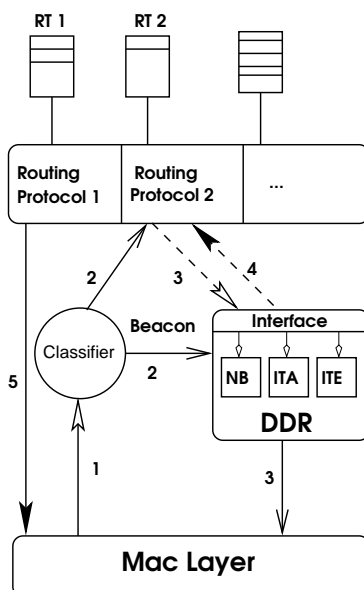 RT 1
RT 2
Routing
Protocol 1
Routing
Protocol 2
...
2
3
4
Beacon
Interface
Classifier
2
NB
ITA
ITE
5
DDR
1
3
Mac Layer